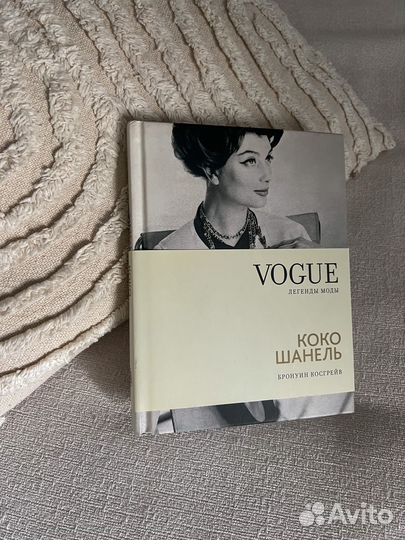 VOGUE
ЛЕГЕНДЫ МОДЫ
КОКО
ШАНЕЛЬ
БРОНУИН КОСГРЕЙВ
Avito